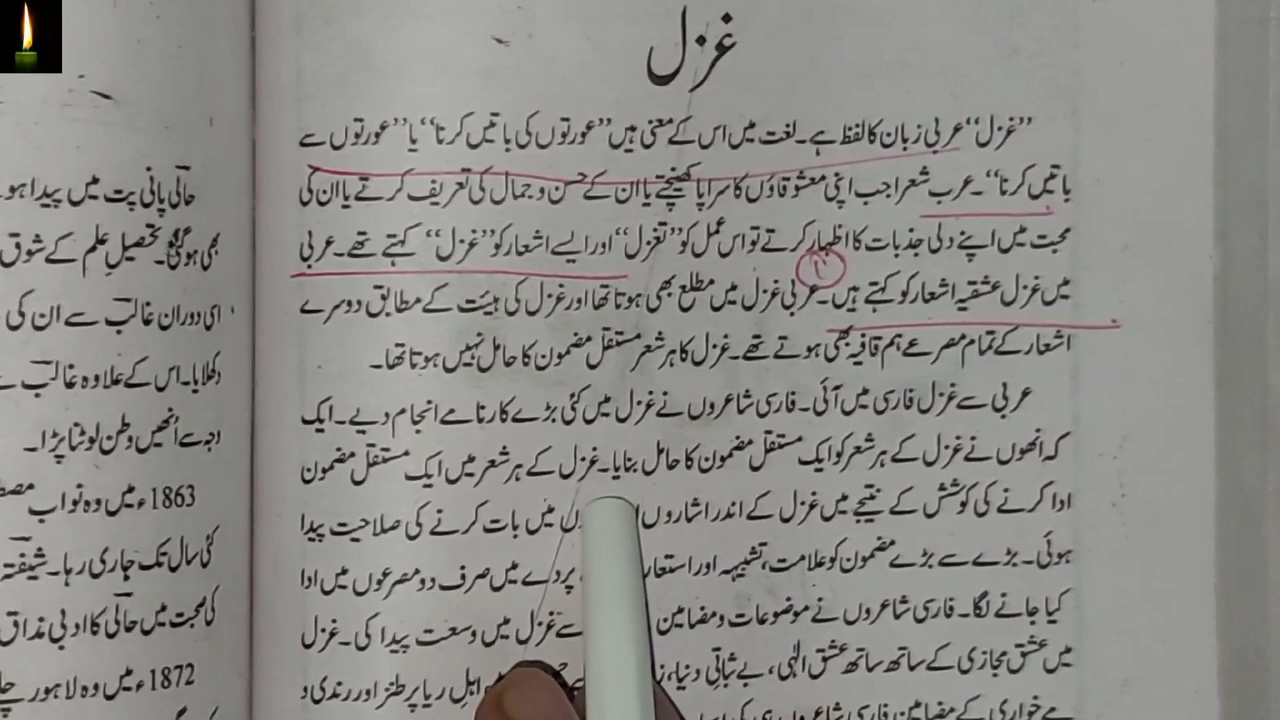 غزل
”غزل“ عربی زبان کا لفظ ہے۔ لغت میں اس کے معنی ہیں ”عورتوں کی باتیں کرنا“ یا ”عورتوں سے
باتیں کرنا“۔ عرب شعرا جب اپنی معشوقاؤں کا سراپا کھینچتے یا ان کے حسن و جمال کی تعریف کرتے یا ان کی
محبت میں اپنے دلی جذبات کا اظہار کرتے تو اس عمل کو ”تغزل“ اور ایسے اشعار کو ”غزل“ کہتے تھے۔ عربی
میں غزل عشقیہ اشعار کو کہتے ہیں۔ عربی غزل میں مطلع بھی ہوتا تھا اور غزل کی ہیئت کے مطابق دوسرے
اشعار کے تمام مصرعے ہم قافیہ بھی ہوتے تھے۔ غزل کا ہر شعر مستقل مضمون کا حامل نہیں ہوتا تھا۔
عربی سے غزل فارسی میں آئی۔ فارسی شاعروں نے غزل میں کئی بڑے کارنامے انجام دیے۔ ایک
کہ انھوں نے غزل کے ہر شعر کو ایک مستقل مضمون کا حامل بنایا۔ غزل کے ہر شعر میں ایک مستقل مضمون
ادا کرنے کی کوشش کے نتیجے میں غزل کے اندر اشاروں میں بات کرنے کی صلاحیت پیدا
ہوئی۔ بڑے سے بڑے مضمون کو علامت، تشبیہہ اور پردے میں صرف دو مصرعوں میں ادا
کیا جانے لگا۔ فارسی شاعروں نے موضوعات و مضامین سے غزل میں وسعت پیدا کی۔ غزل
میں عشق مجازی کے ساتھ ساتھ عشق الٰہی، بے ثباتی دنیا، اہل ریا پر طنز اور رندی و
مے خواری کے مضامین فارسی شاعروں ہی کی
حالی پانی پت میں پیدا ہو
بھی ہوگئی۔ تحصیل علم کے شوق
اسی دوران غالب سے ان کی
دکھلایا۔ اس کے علاوہ غالب
وجہ سے انھیں وطن لوٹنا پڑا۔
1863ء میں وہ نواب
کئی سال تک جاری رہا۔ شیفتہ
کی صحبت میں حالی کا ادبی مذاق
1872ء میں وہ لاہور